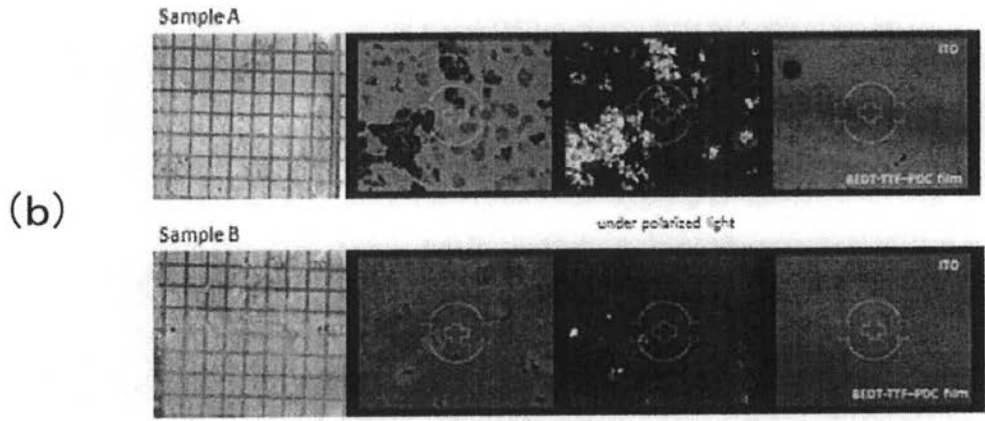 (b)
Sample A
ITO
BEDT-TTF-PDC film
under polarized light
Sample B
ITO
BEDT-TTF-PDC film